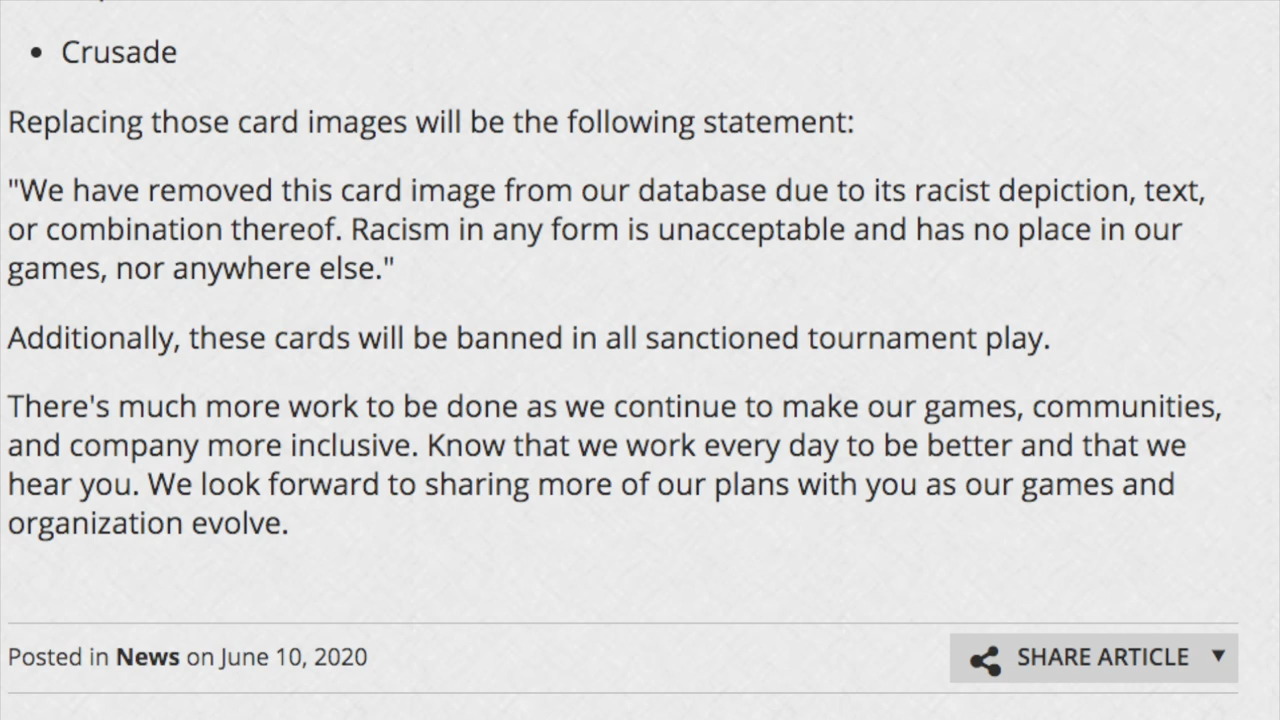 • Crusade
Replacing those card images will be the following statement:
"We have removed this card image from our database due to its racist depiction, text,
or combination thereof. Racism in any form is unacceptable and has no place in our
games, nor anywhere else."
Additionally, these cards will be banned in all sanctioned tournament play.
There's much more work to be done as we continue to make our games, communities,
and company more inclusive. Know that we work every day to be better and that we
hear you. We look forward to sharing more of our plans with you as our games and
organization evolve.
Posted in News on June 10, 2020
SHARE ARTICLE ▼